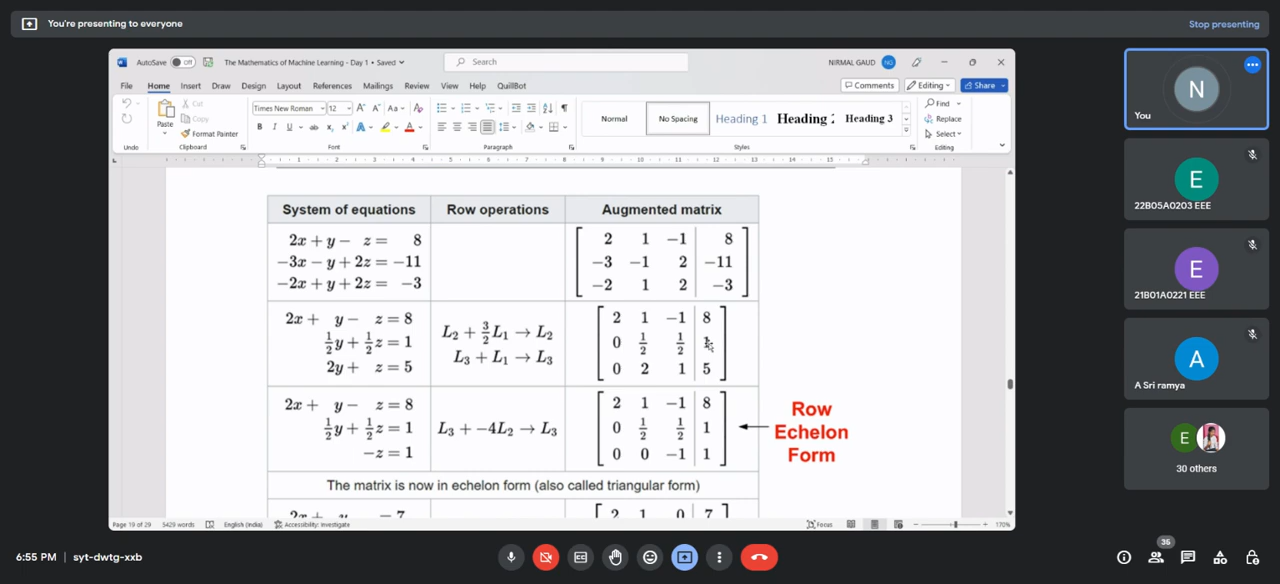 You're presenting to everyone
Stop presenting
AutoSave Off The Mathematics of Machine Learning - Day 1 • Saved
Search
NIRMAL GAUD NG
File Home Insert Draw Design Layout References Mailings Review View Help QuillBot
Comments Editing Share
Paste
Cut
Copy
Format Painter
Times New Roman 12
Normal No Spacing Heading 1 Heading 2 Heading 3
Find
Replace
Select
Undo Clipboard Font Paragraph Styles Editing
System of equations Row operations Augmented matrix
2x + y − z = 8
−3x − y + 2z = −11
−2x + y + 2z = −3
2 1 −1 8
−3 −1 2 −11
−2 1 2 −3
2x + y − z = 8
½y + ½z = 1
2y + z = 5
L₂ + 3/2 L₁ → L₂
L₃ + L₁ → L₃
2 1 −1 8
0 ½ ½ 1
0 2 1 5
2x + y − z = 8
½y + ½z = 1
−z = 1
L₃ + −4L₂ → L₃
2 1 −1 8
0 ½ ½ 1
0 0 −1 1
Row
Echelon
Form
The matrix is now in echelon form (also called triangular form)
2x + y = 7
2 1 0 7
Page 19 of 29 5429 words English (India) Accessibility: Investigate
Focus 170%
N
You
E
22B05A0203 EEE
E
21B01A0221 EEE
A
A Sri ramya
E
30 others
6:55 PM | syt-dwtg-xxb
35